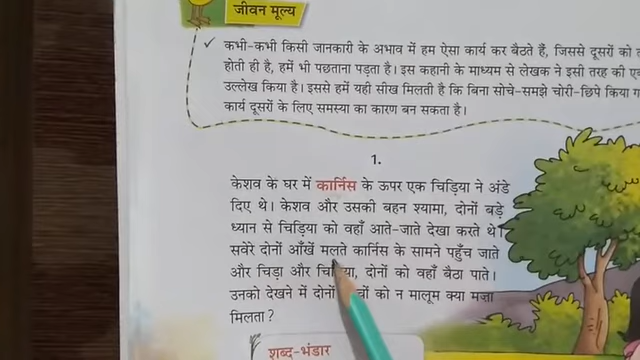 जीवन मूल्य
✓ कभी-कभी किसी जानकारी के अभाव में हम ऐसा कार्य कर बैठते हैं, जिससे दूसरों को
होती ही है, हमें भी पछताना पड़ता है। इस कहानी के माध्यम से लेखक ने इसी तरह की
उल्लेख किया है। इससे हमें यही सीख मिलती है कि बिना सोचे-समझे चोरी-छिपे किया
कार्य दूसरों के लिए समस्या का कारण बन सकता है।
1.
केशव के घर में कार्निस के ऊपर एक चिड़िया ने अंडे
दिए थे। केशव और उसकी बहन श्यामा, दोनों बड़े
ध्यान से चिड़िया को वहाँ आते-जाते देखा करते थे।
सवेरे दोनों आँखें मलते कार्निस के सामने पहुँच जाते
और चिड़ा और दोनों को वहाँ बैठा पाते।
उनको देखने में दोनों को न मालूम क्या मज़ा
मिलता?
शब्द-भंडार